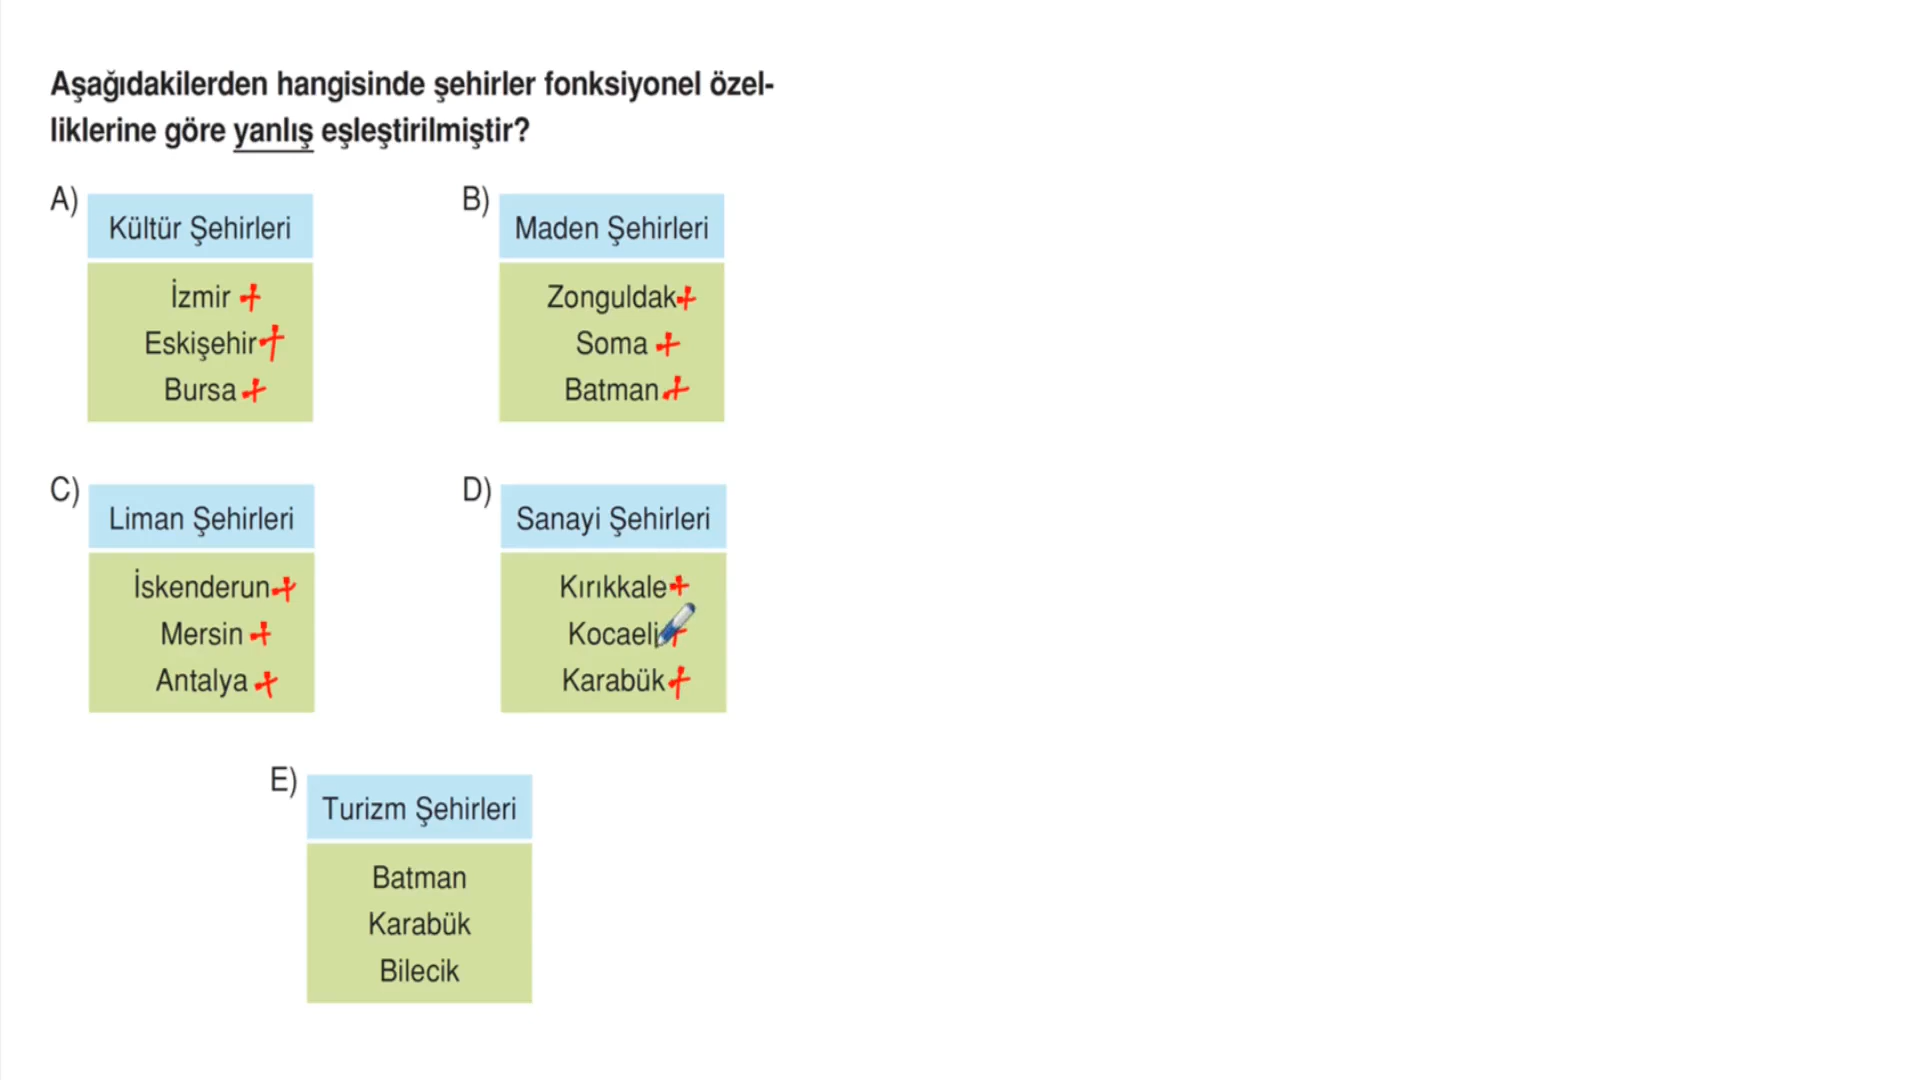 Aşağıdakilerden hangisinde şehirler fonksiyonel özel-
liklerine göre yanlış eşleştirilmiştir?
A)
Kültür Şehirleri
İzmir +
Eskişehir +
Bursa +
B)
Maden Şehirleri
Zonguldak +
Soma +
Batman +
C)
Liman Şehirleri
İskenderun +
Mersin +
Antalya +
D)
Sanayi Şehirleri
Kırıkkale +
Kocaeli +
Karabük +
E)
Turizm Şehirleri
Batman
Karabük
Bilecik